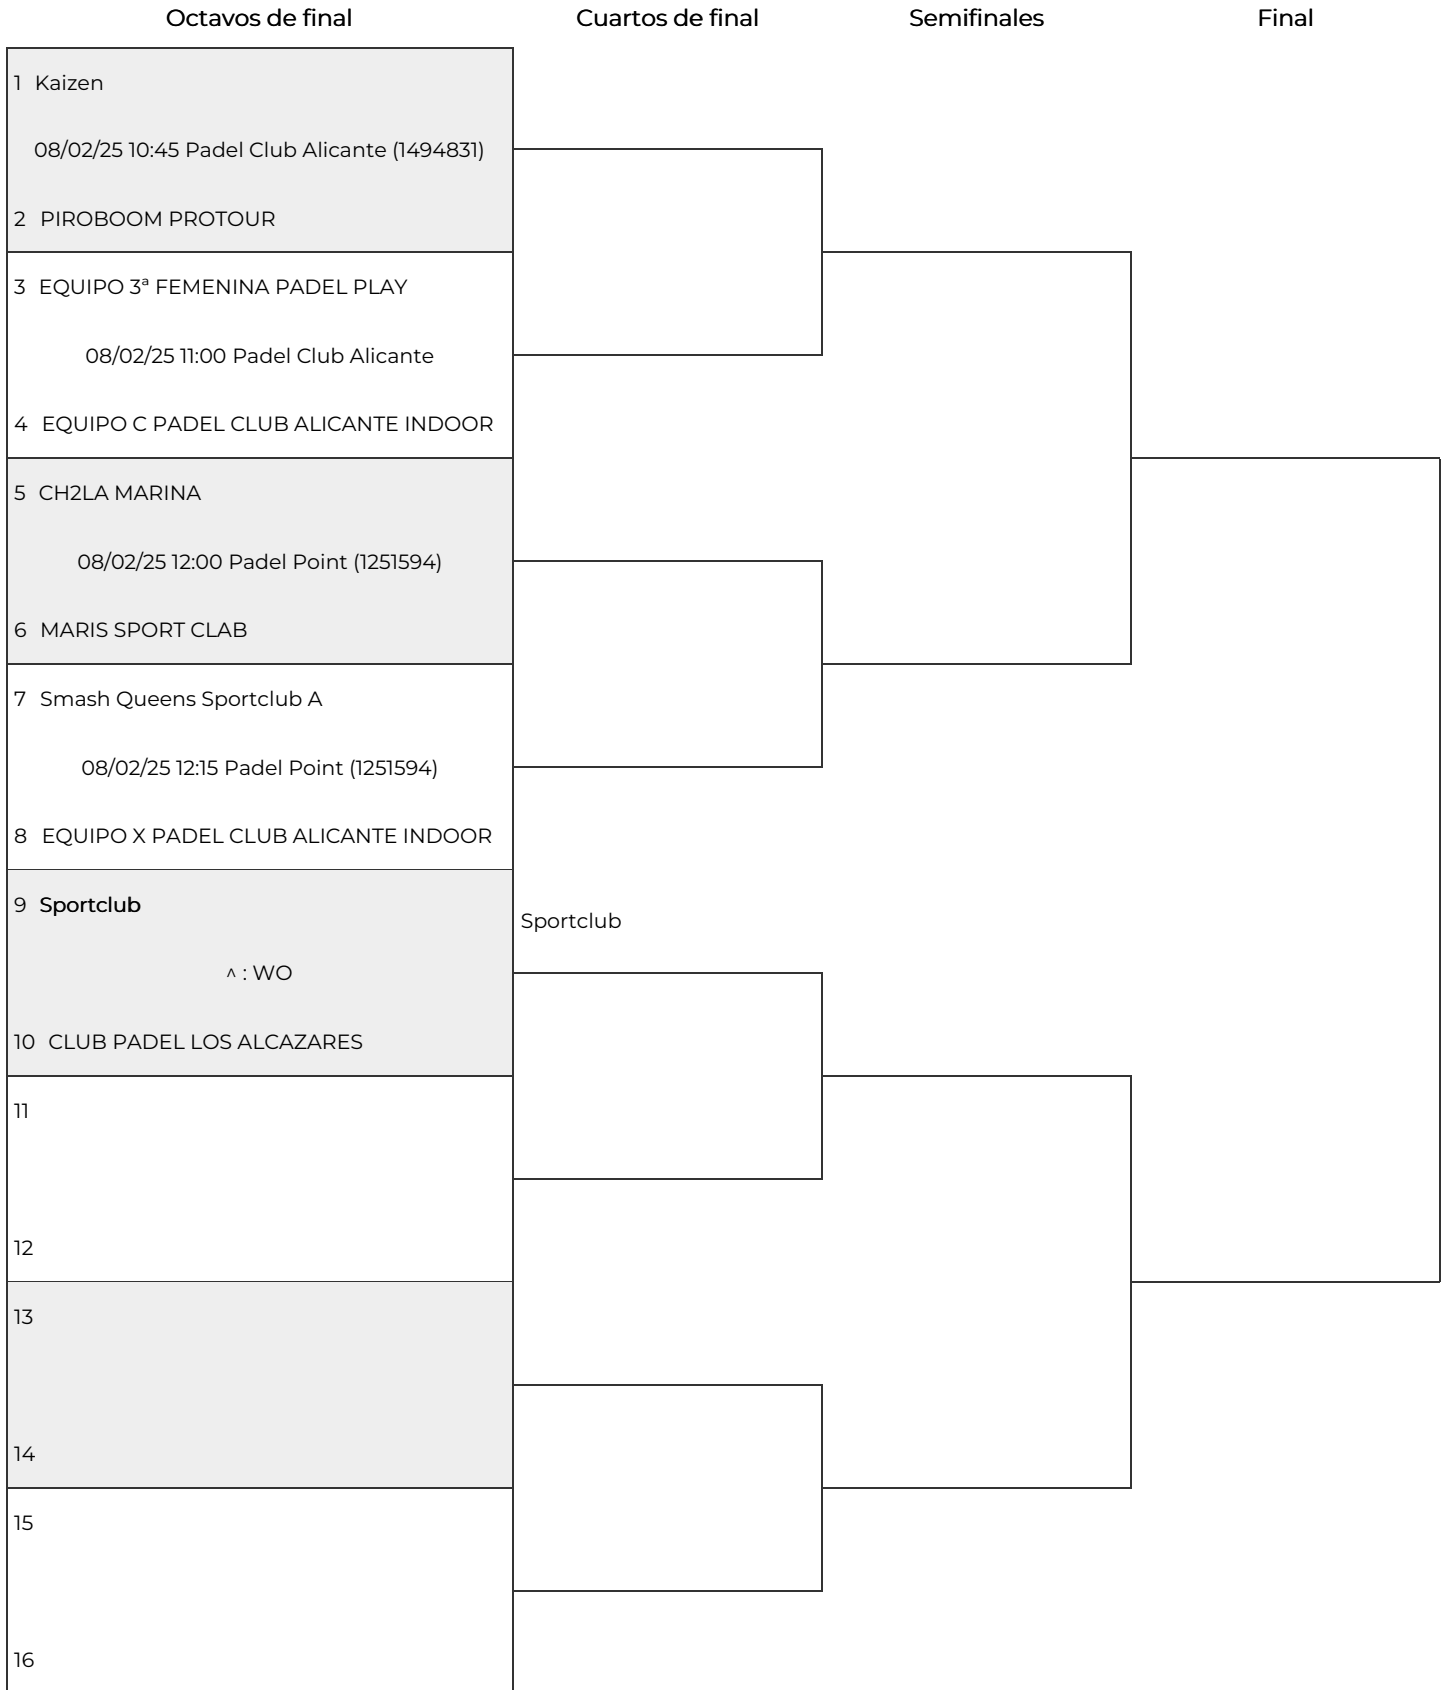 Octavos de final Cuartos de final Semifinales Final
1 Kaizen
08/02/25 10:45 Padel Club Alicante (1494831)
2 PIROBOOM PROTOUR
3 EQUIPO 3ª FEMENINA PADEL PLAY
08/02/25 11:00 Padel Club Alicante
4 EQUIPO C PADEL CLUB ALICANTE INDOOR
5 CH2LA MARINA
08/02/25 12:00 Padel Point (1251594)
6 MARIS SPORT CLAB
7 Smash Queens Sportclub A
08/02/25 12:15 Padel Point (1251594)
8 EQUIPO X PADEL CLUB ALICANTE INDOOR
9 Sportclub
Sportclub
^ : WO
10 CLUB PADEL LOS ALCAZARES
11
12
13
14
15
16